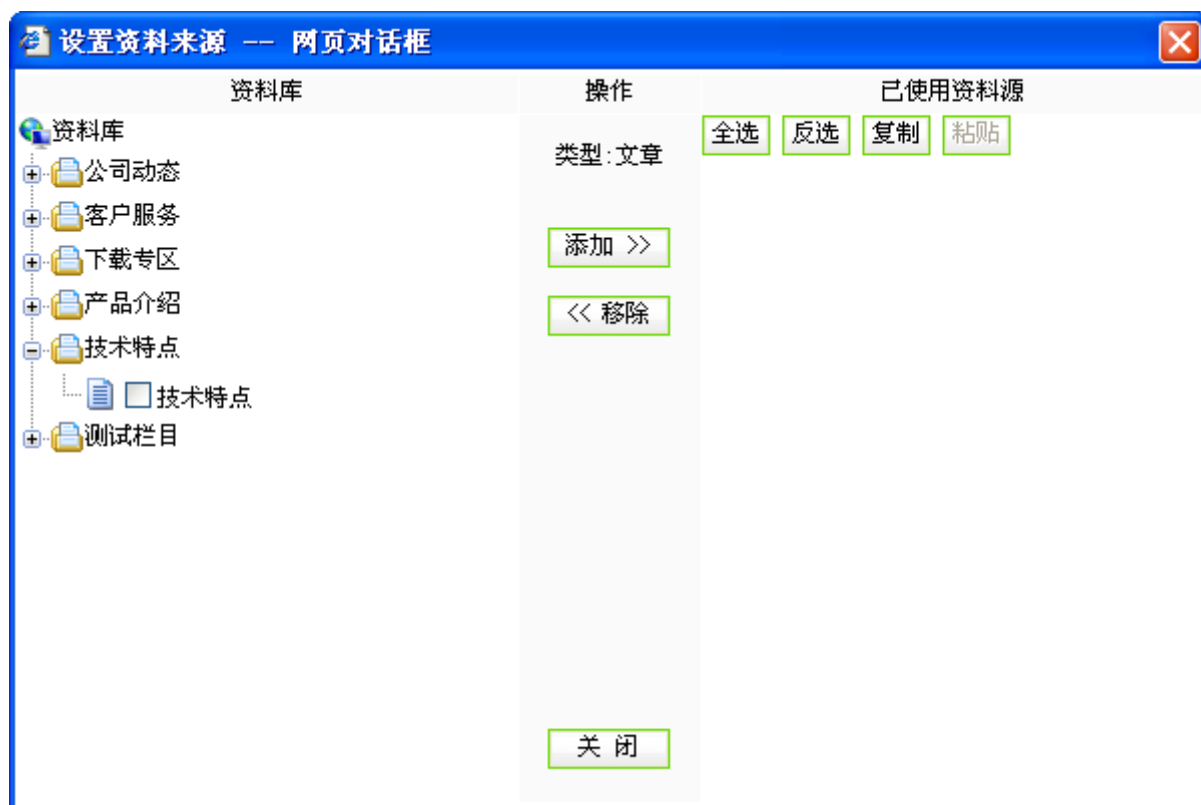 设置资料来源 -- 网页对话框
资料库 操作 已使用资料源
资料库
公司动态
客户服务
下载专区
产品介绍
技术特点
技术特点
测试栏目
类型:文章
添加 >>
<< 移除
关 闭
全选 反选 复制 粘贴